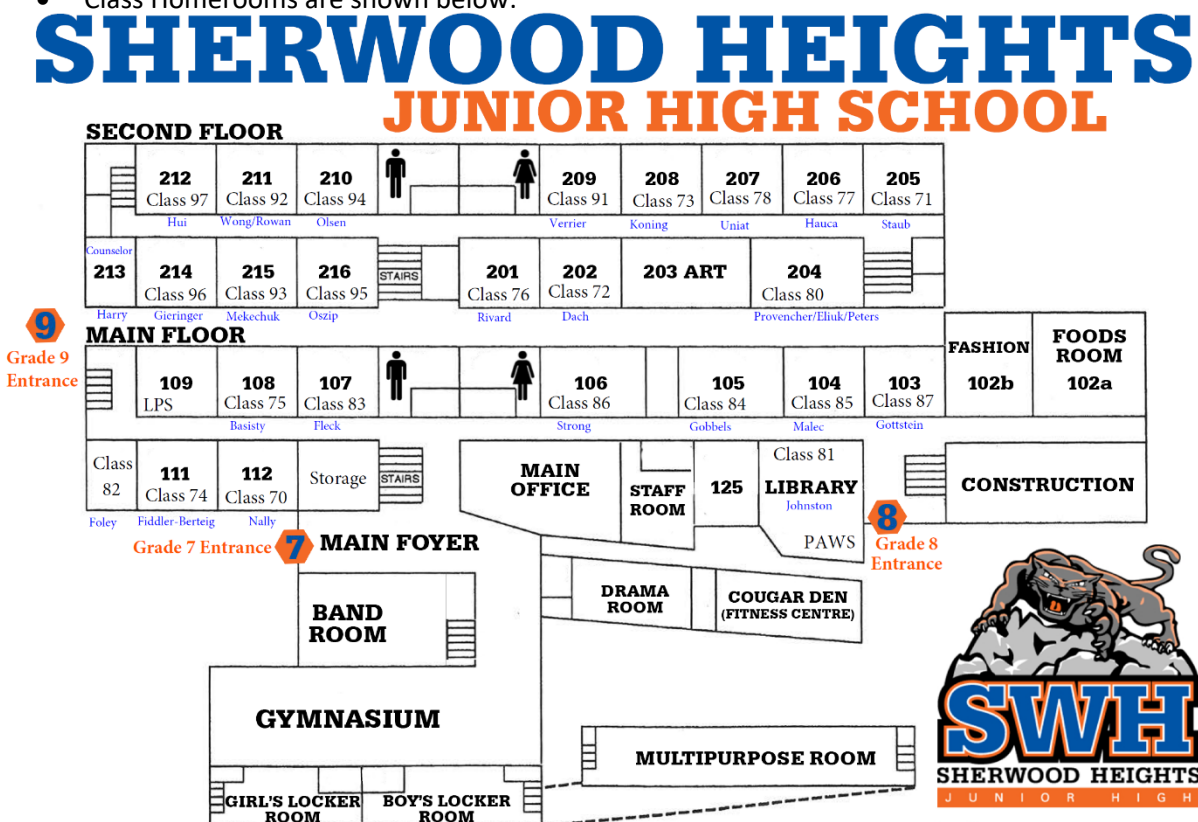 • Class Homerooms are shown below.
SHERWOOD HEIGHTS
JUNIOR HIGH SCHOOL
SECOND FLOOR
212 211 210 209 208 207 206 205
Class 97 Class 92 Class 94 Class 91 Class 73 Class 78 Class 77 Class 71
Hui Wong/Rowan Olsen Verrier Koning Uniat Hauca Staub
Counselor
213 214 215 216 STAIRS 201 202 203 ART 204
Class 96 Class 93 Class 95 Class 76 Class 72 Class 80
Harry Gieringer Mekechuk Oszip Rivard Dach Provencher/Eliuk/Peters
9
Grade 9
Entrance
MAIN FLOOR
FASHION
102b
FOODS
ROOM
102a
109 108 107 106 105 104 103
LPS Class 75 Class 83 Class 86 Class 84 Class 85 Class 87
Basisty Fleck Strong Gobbels Malec Gottstein
Class
82
Foley
111
Class 74
Fiddler-Berteig
112
Class 70
Nally
Storage
STAIRS
MAIN
OFFICE
STAFF
ROOM
125
Class 81
LIBRARY
Johnston
PAWS
CONSTRUCTION
8
Grade 8
Entrance
Grade 7 Entrance 7
MAIN FOYER
BAND
ROOM
DRAMA
ROOM
COUGAR DEN
(FITNESS CENTRE)
GYMNASIUM
MULTIPURPOSE ROOM
GIRL'S LOCKER
ROOM
BOY'S LOCKER
ROOM
SWH
SHERWOOD HEIGHTS
JUNIOR HIGH